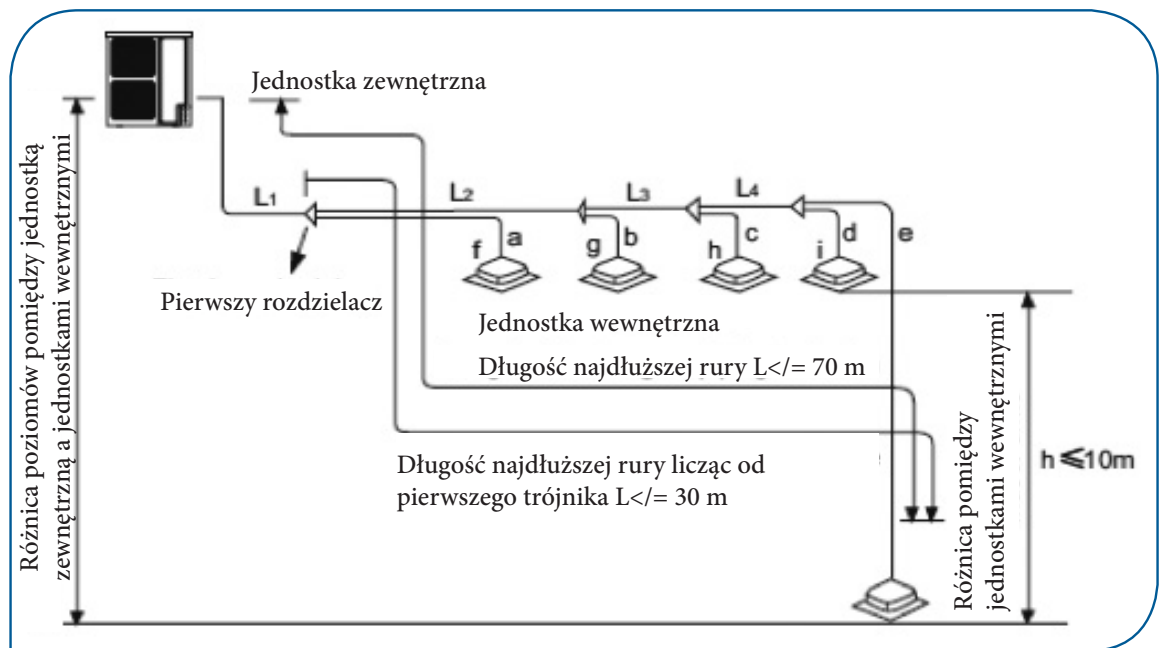 Jednostka zewnętrzna
Różnica poziomów pomiędzy jednostką
zewnętrzną a jednostkami wewnętrznymi
L1
L2
L3
L4
f
a
g
b
h
c
i
d
e
Pierwszy rozdzielacz
Jednostka wewnętrzna
Długość najdłuższej rury L</= 70 m
Długość najdłuższej rury licząc od
pierwszego trójnika L</= 30 m
Różnica pomiędzy
jednostkami wewnętrznymi
h ≤10m